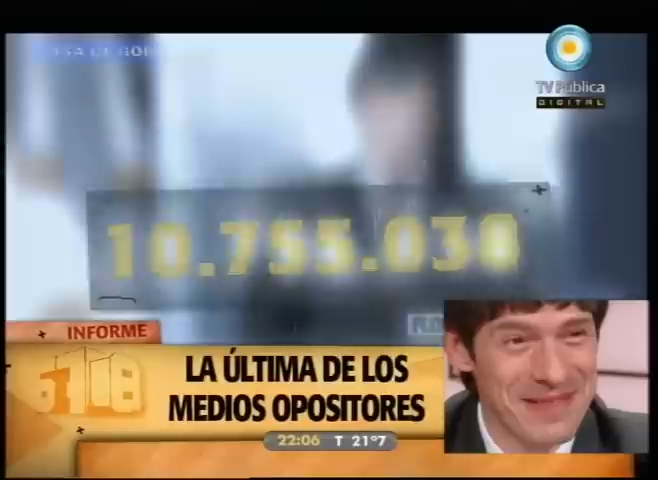 TV Pública
DIGITAL
10.755.038
INFORME
LA ÚLTIMA DE LOS
MEDIOS OPOSITORES
678
22:06 T 21°7